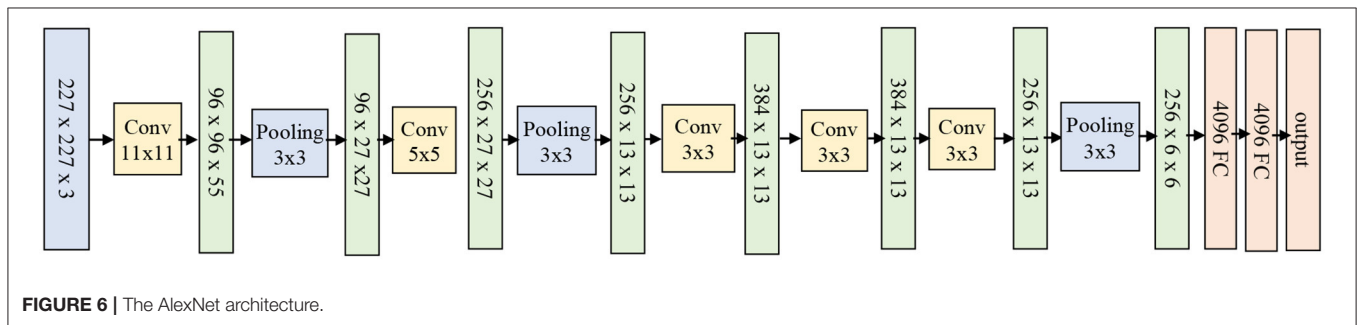 227 x 227 x 3
Conv
11x11
96 x 96 x 55
Pooling
3x3
96 x 27 x27
Conv
5x5
256 x 27 x 27
Pooling
3x3
256 x 13 x 13
Conv
3x3
384 x 13 x 13
Conv
3x3
384 x 13 x 13
Conv
3x3
256 x 13 x 13
Pooling
3x3
256 x 6 x 6
4096 FC
4096 FC
output
FIGURE 6 | The AlexNet architecture.